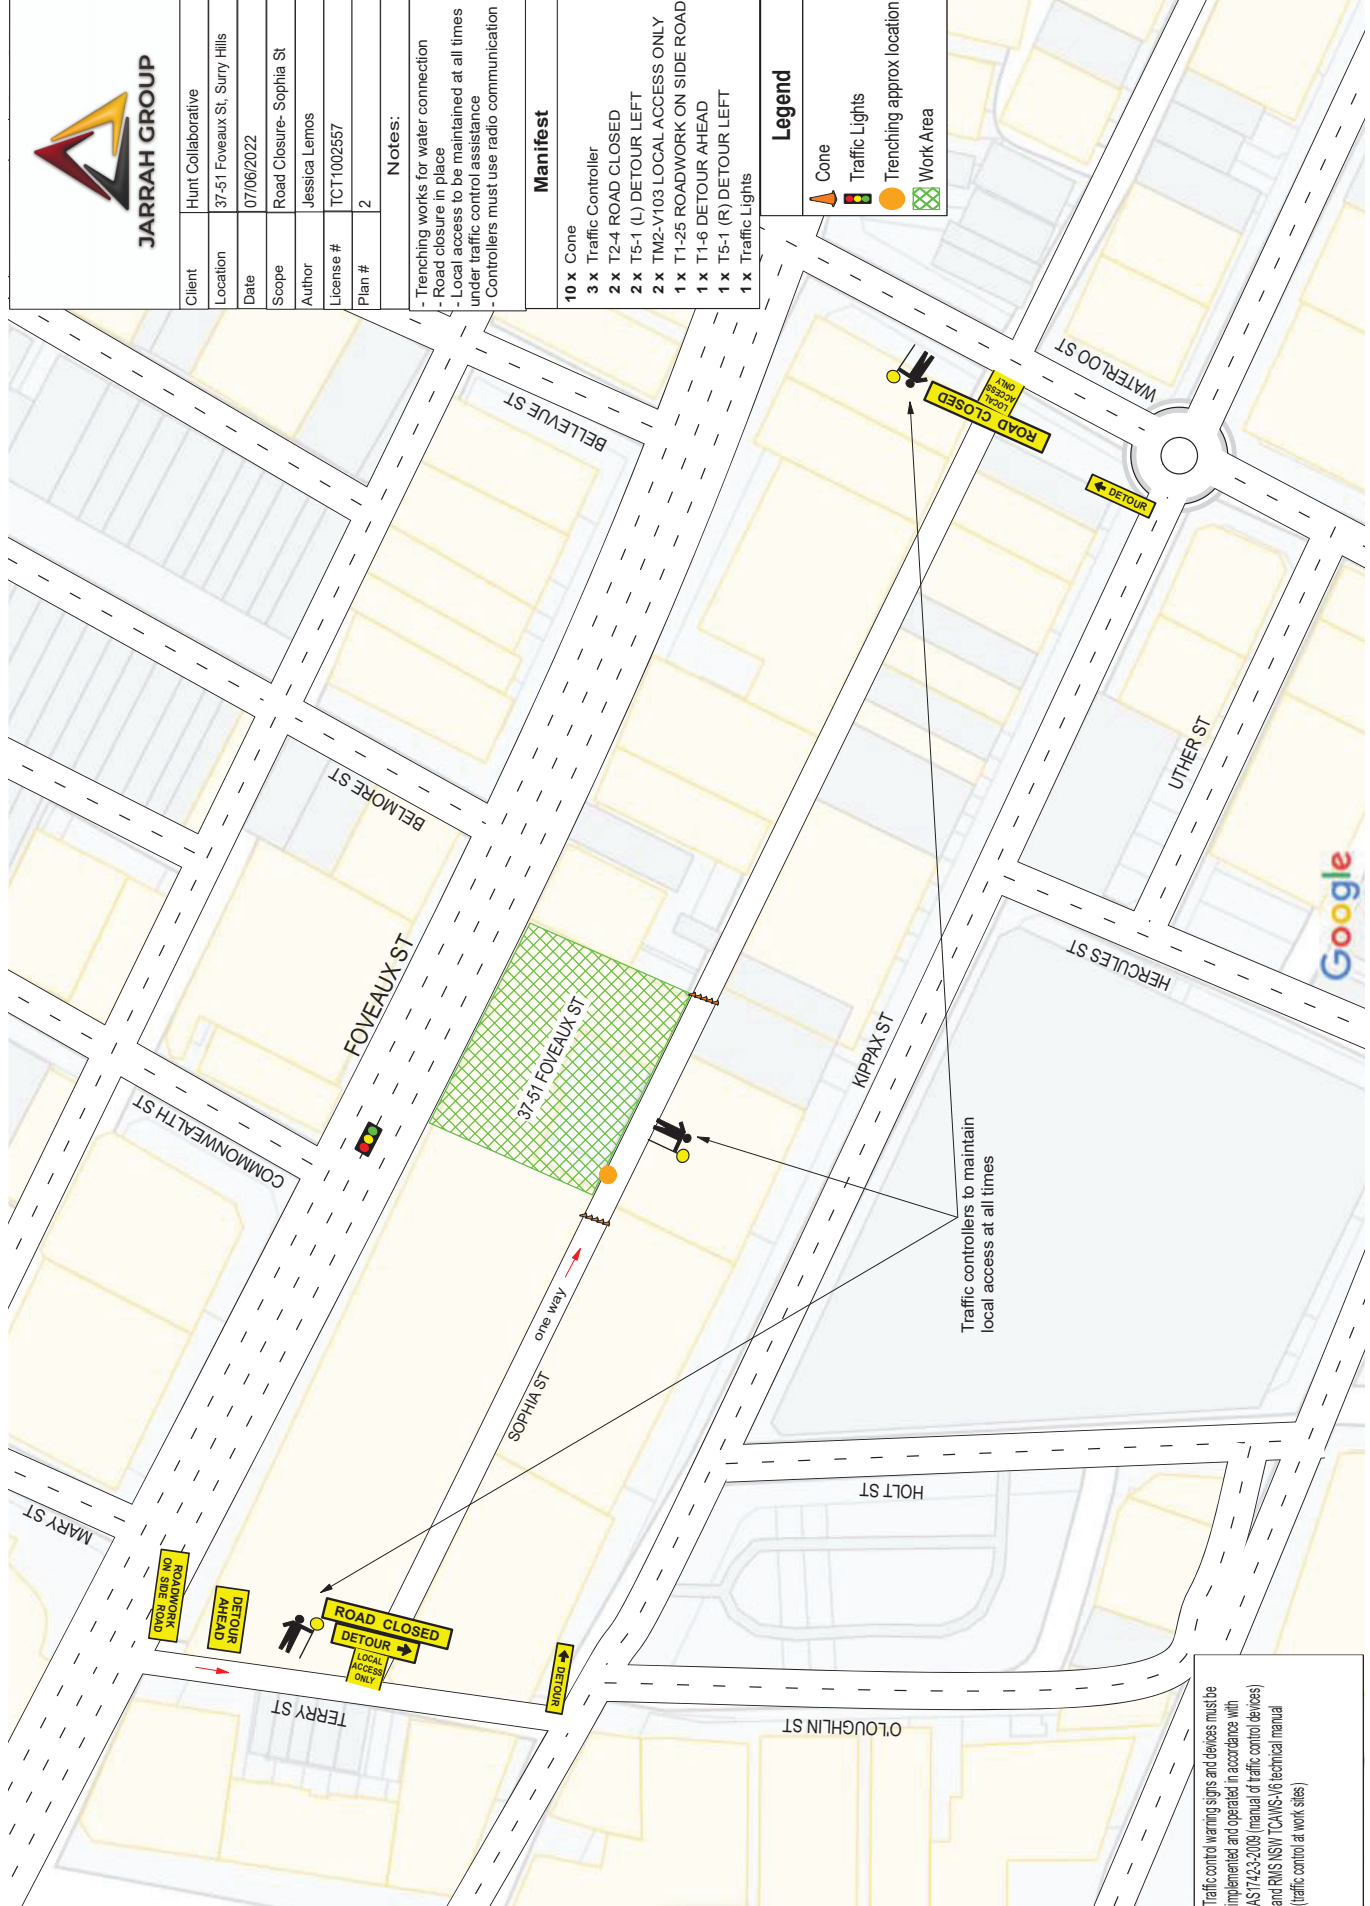 JARRAH GROUP
Client Hunt Collaborative
Location 37-51 Foveaux St, Surry Hills
Date 07/06/2022
Scope Road Closure- Sophia St
Author Jessica Lemos
License # TCT1002557
Plan # 2
Notes:
- Trenching works for water connection
- Road closure in place
- Local access to be maintained at all times
under traffic control assistance
- Controllers must use radio communication
Manifest
10 x Cone
3 x Traffic Controller
2 x T2-4 ROAD CLOSED
2 x T5-1 (L) DETOUR LEFT
2 x TM2-V103 LOCAL ACCESS ONLY
1 x T1-25 ROADWORK ON SIDE ROAD
1 x T1-6 DETOUR AHEAD
1 x T5-1 (R) DETOUR LEFT
1 x Traffic Lights
Legend
Cone
Traffic Lights
Trenching approx location
Work Area
MARY ST
COMMONWEALTH ST
BELMORE ST
BELLEVUE ST
FOVEAUX ST
37-51 FOVEAUX ST
ROADWORK
ON SIDE ROAD
DETOUR
AHEAD
ROAD CLOSED
DETOUR
LOCAL
ACCESS
ONLY
TERRY ST
DETOUR
SOPHIA ST
one way
ROAD CLOSED
LOCAL
ACCESS
ONLY
WATERLOO ST
DETOUR
KIPPAX ST
UTHER ST
HERCULES ST
HOLT ST
O'LOUGHLIN ST
Traffic controllers to maintain
local access at all times
Google
Traffic control warning signs and devices must be
implemented and operated in accordance with
AS1742-3-2009 (manual of traffic control devices)
and RMS NSW TCAWS-V6 technical manual
(traffic control at work sites)